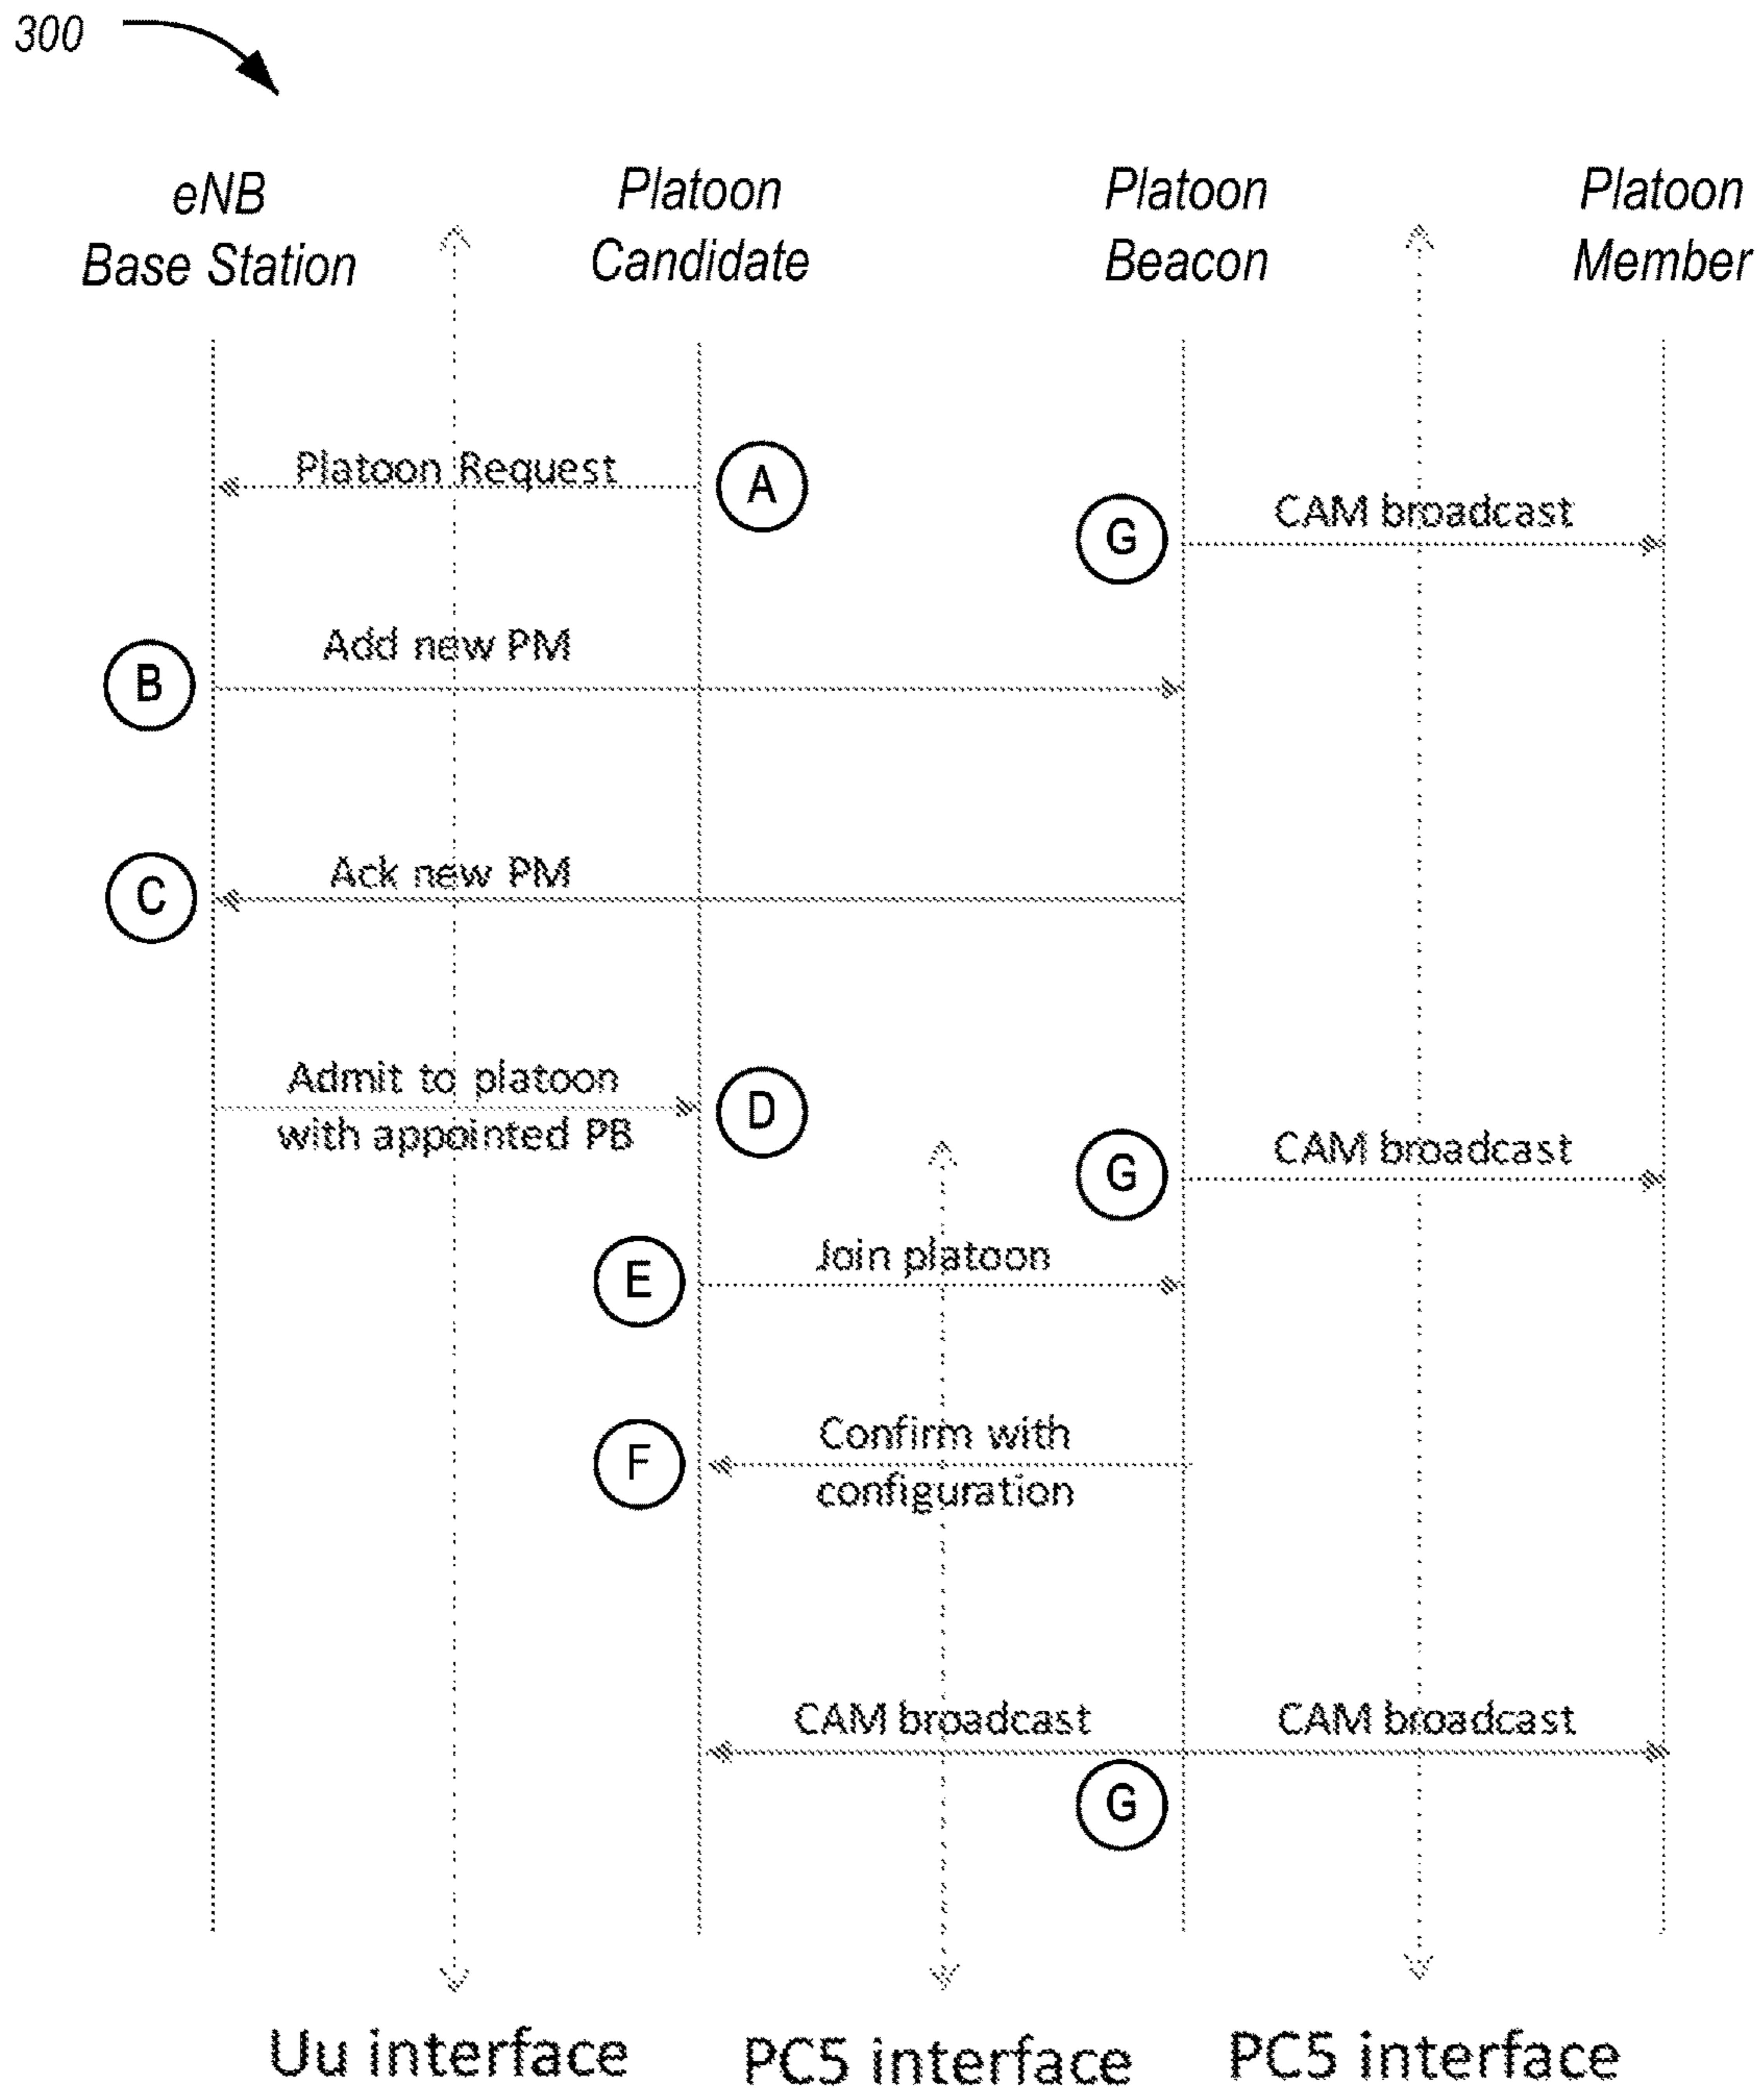 300
eNB
Base Station
Platoon
Candidate
Platoon
Beacon
Platoon
Member
Platoon Request
A
G
CAM broadcast
Add new PM
B
Ack new PM
C
Admit to platoon
with appointed PB
D
G
CAM broadcast
E
Join platoon
F
Confirm with
configuration
CAM broadcast
CAM broadcast
G
Uu interface
PC5 interface
PC5 interface